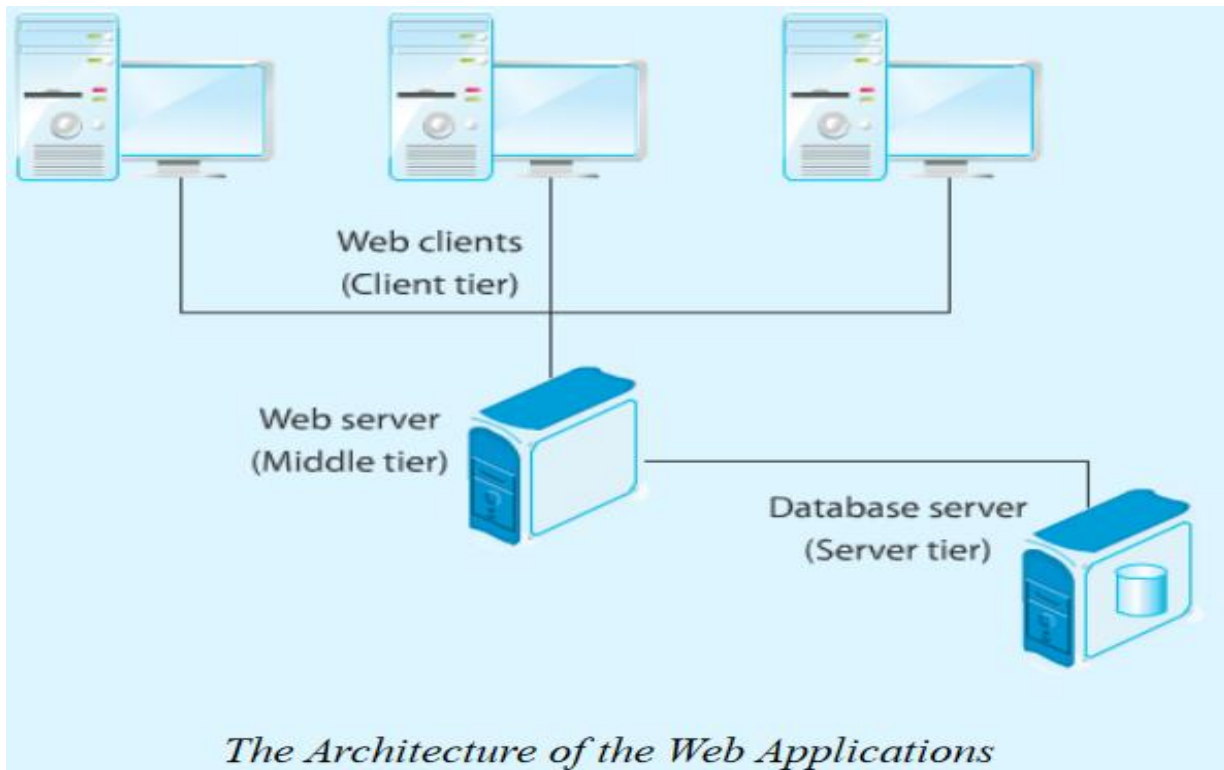 Web clients
(Client tier)
Web server
(Middle tier)
Database server
(Server tier)
The Architecture of the Web Applications